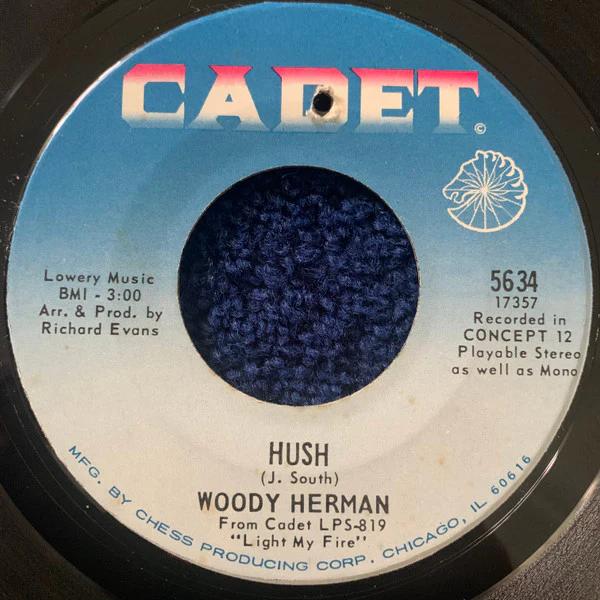 CADET
©
Lowery Music
BMI - 3:00
Arr. & Prod. by
Richard Evans
5634
17357
Recorded in
CONCEPT 12
Playable Stereo
as well as Mono
HUSH
(J. South)
WOODY HERMAN
From Cadet LPS-819
"Light My Fire"
MFG. BY CHESS PRODUCING CORP. CHICAGO, IL 60616